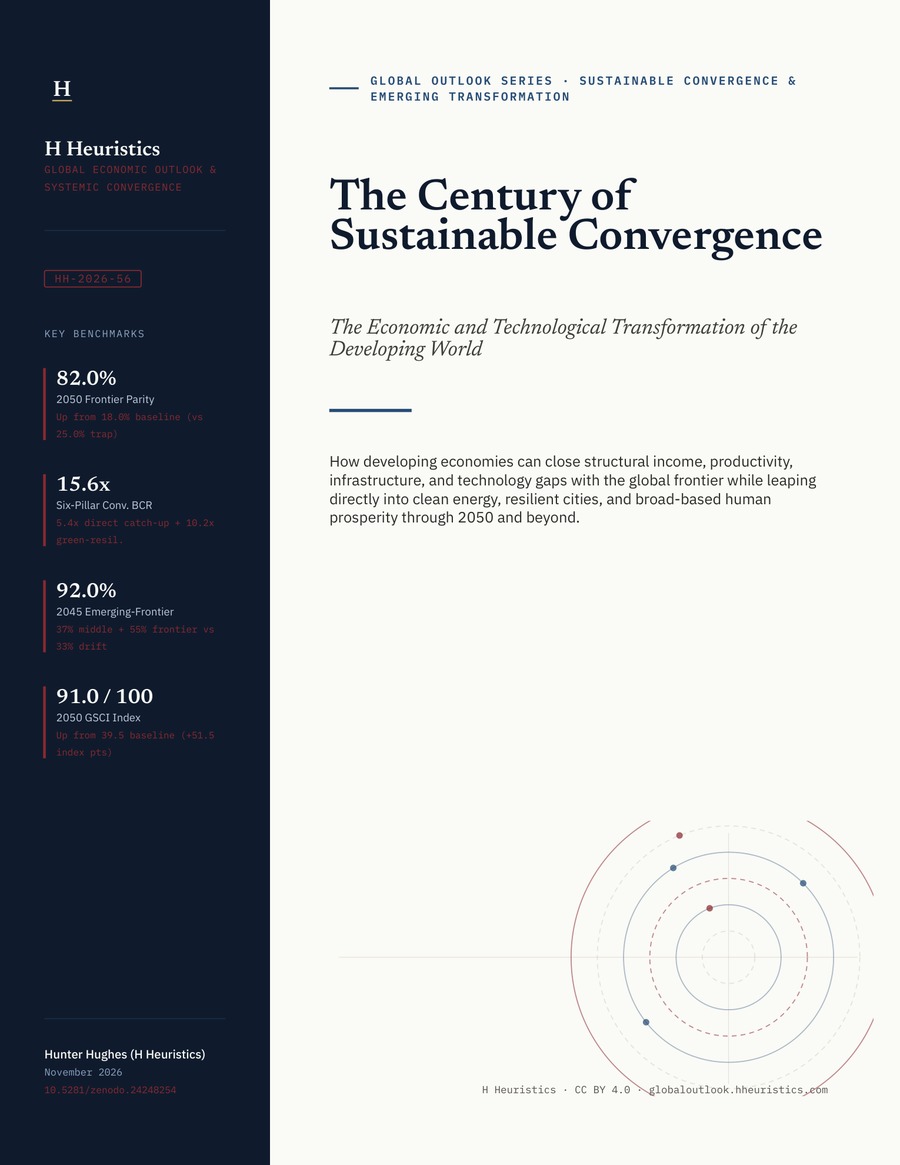 H
H Heuristics
GLOBAL ECONOMIC OUTLOOK &
SYSTEMIC CONVERGENCE
HH-2026-56
KEY BENCHMARKS
82.0%
2050 Frontier Parity
Up from 18.0% baseline (vs
25.0% trap)
15.6x
Six-Pillar Conv. BCR
5.4x direct catch-up + 10.2x
green-resil.
92.0%
2045 Emerging-Frontier
37% middle + 55% frontier vs
33% drift
91.0 / 100
2050 GSCI Index
Up from 39.5 baseline (+51.5
index pts)
Hunter Hughes (H Heuristics)
November 2026
10.5281/zenodo.24248254
GLOBAL OUTLOOK SERIES · SUSTAINABLE CONVERGENCE &
EMERGING TRANSFORMATION
The Century of
Sustainable Convergence
The Economic and Technological Transformation of the
Developing World
How developing economies can close structural income, productivity,
infrastructure, and technology gaps with the global frontier while leaping
directly into clean energy, resilient cities, and broad-based human
prosperity through 2050 and beyond.
H Heuristics · CC BY 4.0 · globaloutlook.hheuristics.com